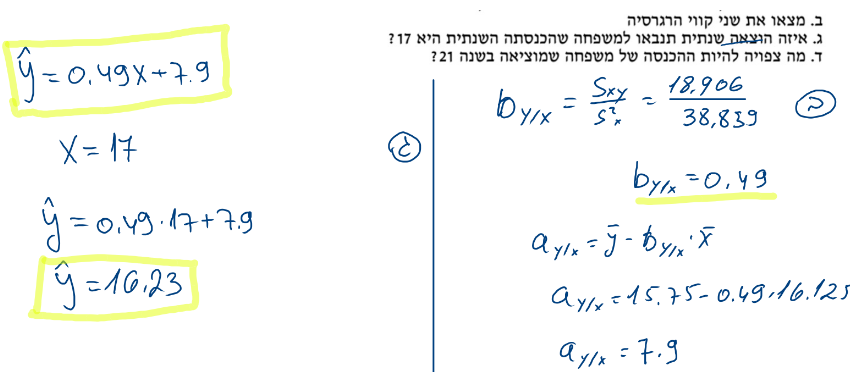 ב. מצאו את שני קווי הרגרסיה
ג. איזה הוצאה שנתית תנבאו למשפחה שהכנסתה השנתית היא 17?
ד. מה צפויה להיות ההכנסה של משפחה שמוציאה בשנה 21?
ב
b y/x = Sxy / S²x = 18.906 / 38.839
b y/x = 0.49
a y/x = ȳ - b y/x · x̄
a y/x = 15.75 - 0.49 · 16.125
a y/x = 7.9
ŷ = 0.49x + 7.9
ג
x = 17
ŷ = 0.49 · 17 + 7.9
ŷ = 16.23